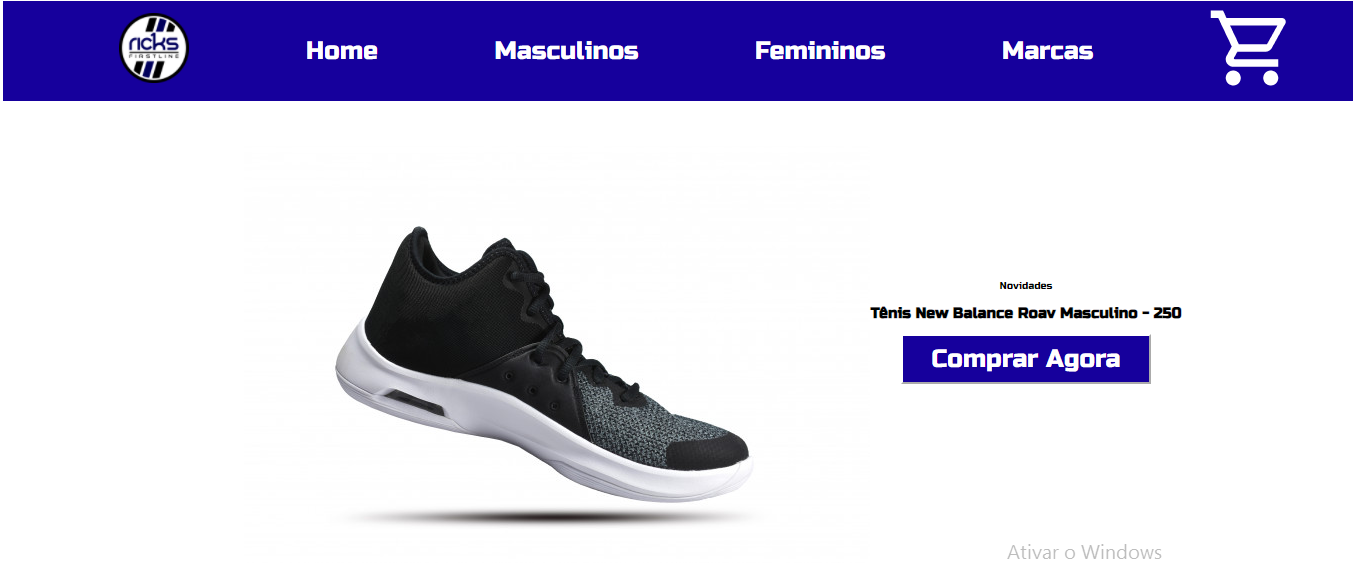 ricks
FIRSTLINE
Home
Masculinos
Femininos
Marcas
Novidades
Tênis New Balance Roav Masculino - 250
Comprar Agora
Ativar o Windows